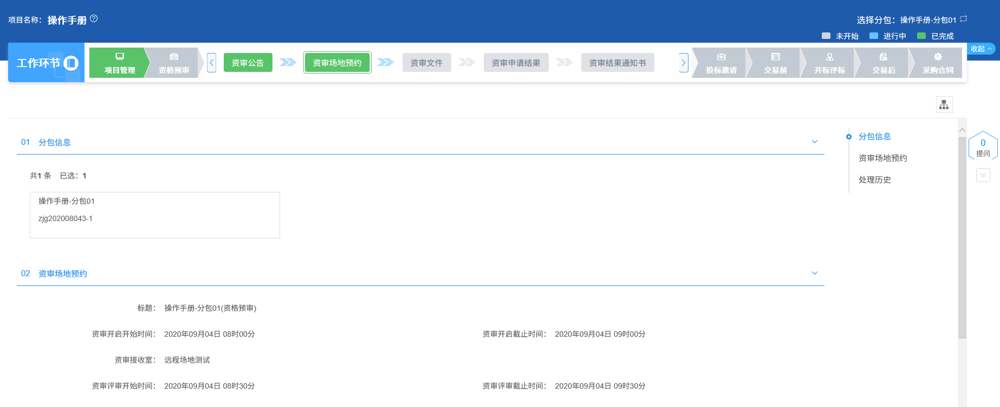 项目名称： 操作手册
选择分包： 操作手册-分包01
未开始 进行中 已完成
收起
工作环节
项目管理
资格预审
资审公告
资审场地预约
资审文件
资审申请结果
资审结果通知书
投标邀请
交易前
开标评标
交易后
采购合同
01 分包信息
共1 条 已选：1
操作手册-分包01
zjg202008043-1
02 资审场地预约
标题： 操作手册-分包01(资格预审)
资审开启开始时间： 2020年09月04日 08时00分 资审开启截止时间： 2020年09月04日 09时00分
资审接收室： 远程场地测试
资审评审开始时间： 2020年09月04日 08时30分 资审评审截止时间： 2020年09月04日 09时30分
分包信息
资审场地预约
处理历史
0
提问